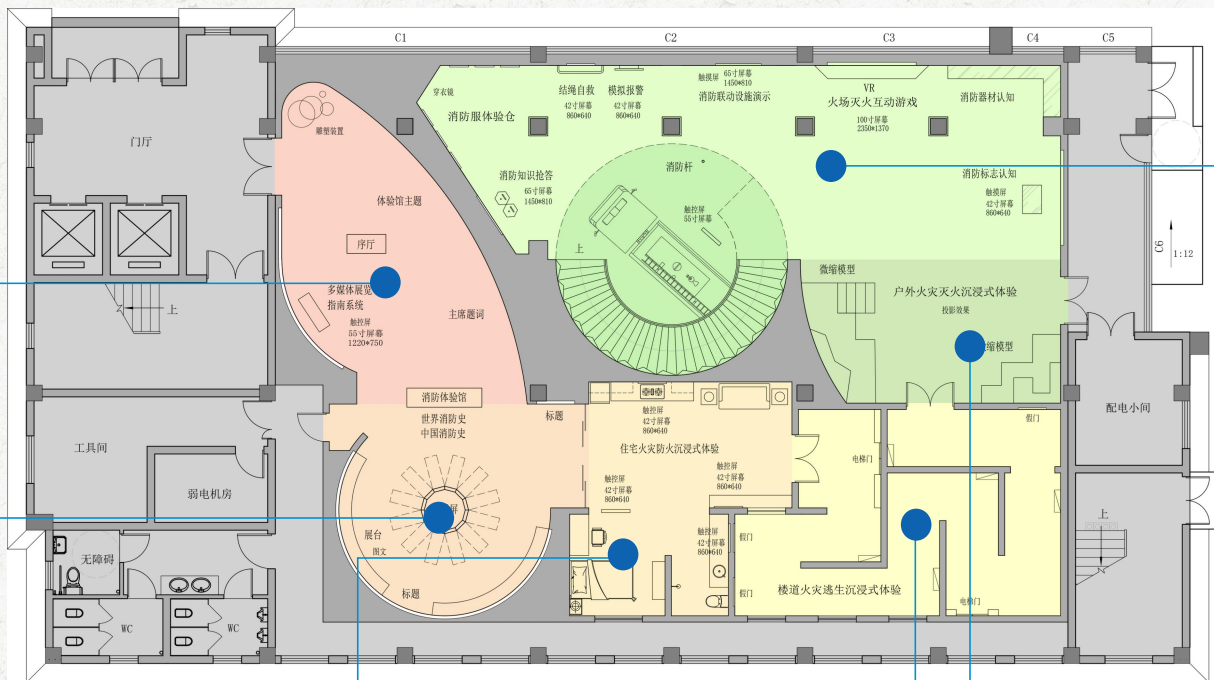 C1
C2
C3
C4
C5
门厅
雕塑装置
体验馆主题
序厅
多媒体展览
指南系统
触控屏
55寸屏幕
1220*750
主席题词
上
穿衣镜
消防服体验仓
结绳自救
42寸屏幕
860*640
模拟报警
42寸屏幕
860*640
触摸屏
65寸屏幕
1450*810
消防联动设施演示
VR
火场灭火互动游戏
100寸屏幕
2350*1370
消防器材认知
消防知识抢答
65寸屏幕
1450*810
消防杆
触控屏
55寸屏幕
上
消防标志认知
触摸屏
42寸屏幕
860*640
C6
1:12
微缩模型
户外火灾灭火沉浸式体验
投影效果
缩模型
消防体验馆
世界消防史
中国消防史
标题
触控屏
42寸屏幕
860*640
住宅火灾防火沉浸式体验
触控屏
42寸屏幕
860*640
触控屏
42寸屏幕
860*640
触控屏
42寸屏幕
860*640
假门
电梯门
配电小间
工具间
弱电机房
屏
展台
图文
标题
假门
假门
楼道火灾逃生沉浸式体验
电梯门
上
无障碍
WC
WC